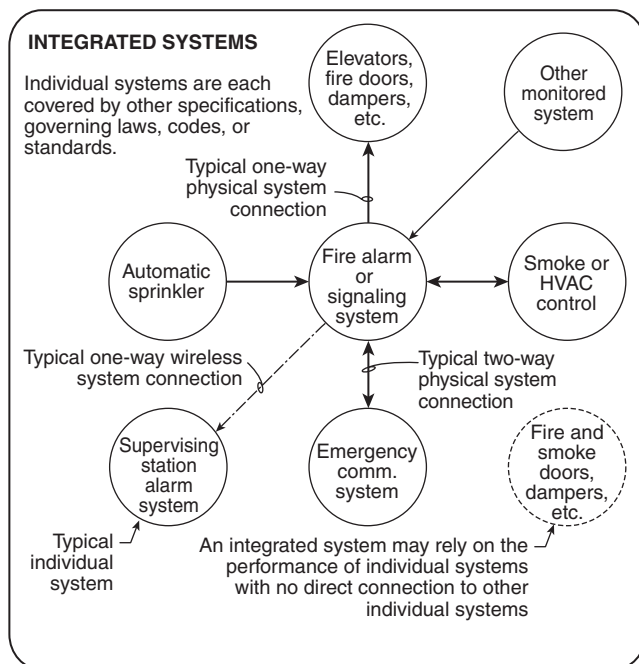 INTEGRATED SYSTEMS
Individual systems are each
covered by other specifications,
governing laws, codes, or
standards.
Elevators,
fire doors,
dampers,
etc.
Other
monitored
system
Typical one-way
physical system
connection
Automatic
sprinkler
Fire alarm
or
signaling
system
Smoke or
HVAC
control
Typical one-way wireless
system connection
Typical two-way
physical system
connection
Supervising
station
alarm
system
Emergency
comm.
system
Fire and
smoke
doors,
dampers,
etc.
Typical
individual
system
An integrated system may rely on the
performance of individual systems
with no direct connection to other
individual systems